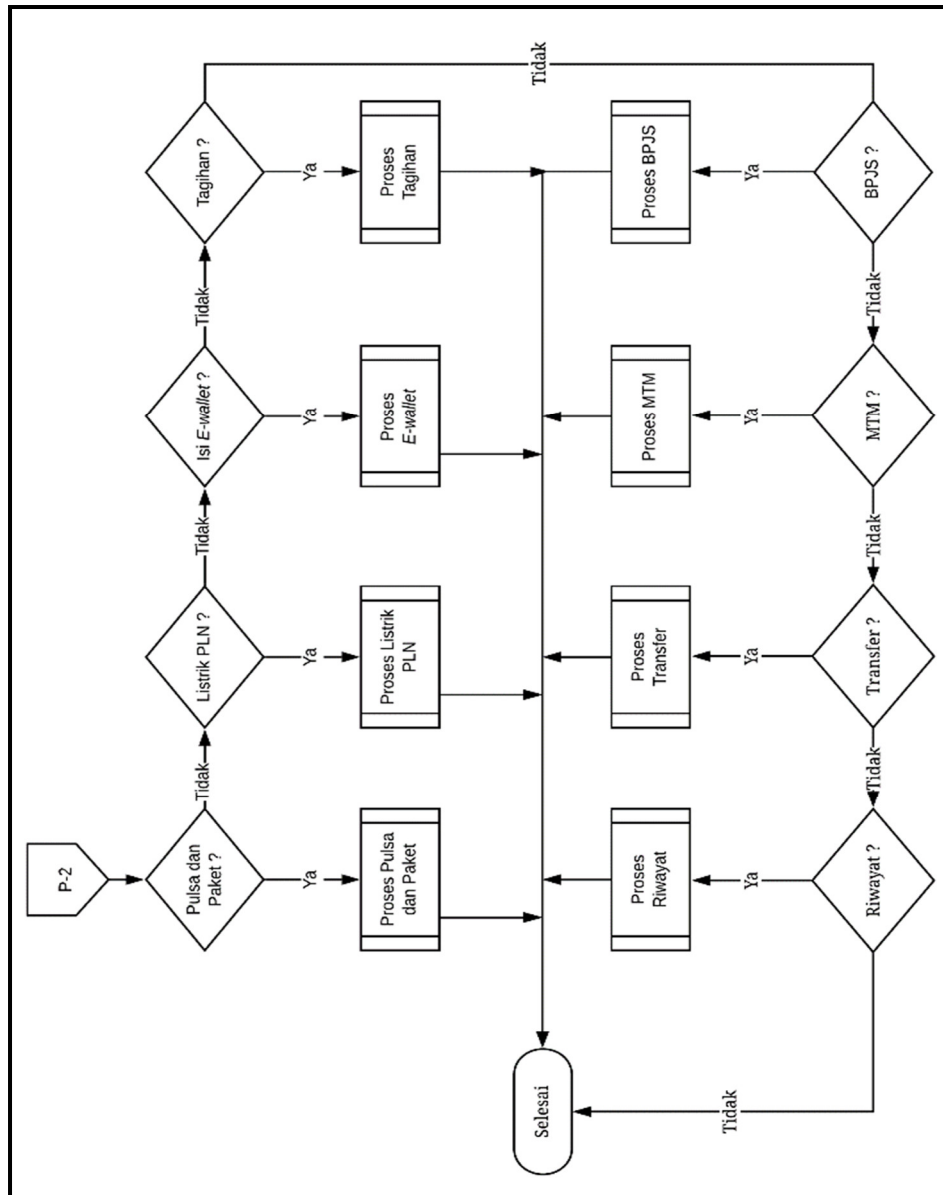 P-2
Pulsa dan
Paket ?
Tidak
Listrik PLN ?
Tidak
Isi E-wallet ?
Tidak
Tagihan ?
Tidak
Ya
Ya
Ya
Ya
Proses Pulsa
dan Paket
Proses Listrik
PLN
Proses
E-wallet
Proses
Tagihan
Selesai
Proses
Riwayat
Proses
Transfer
Proses MTM
Proses BPJS
Ya
Ya
Ya
Ya
Riwayat ?
Tidak
Transfer ?
Tidak
MTM ?
Tidak
BPJS ?
Tidak